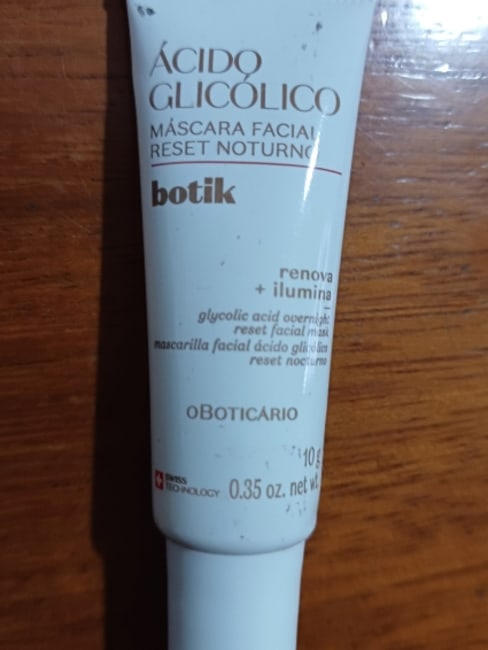 ÁCIDO
GLICÓLICO
MÁSCARA FACIAL
RESET NOTURNO
botik
renova
+ ilumina
glycolic acid overnight
reset facial mask
mascarilla facial ácido glicólico
reset nocturno
oBOTICÁRIO
10 g
SWISS
TECHNOLOGY
0.35 oz. net wt.